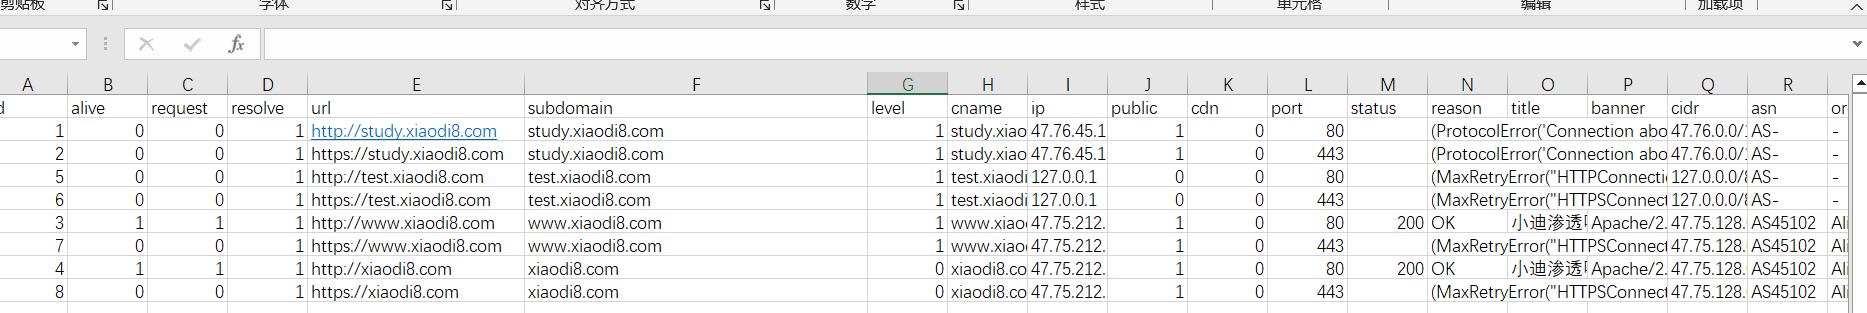 剪贴板 字体 对齐方式 数字 样式 单元格 编辑 加载项
fx
A B C D E F G H I J K L M N O P Q R
d alive request resolve url subdomain level cname ip public cdn port status reason title banner cidr asn or
1 0 0 1 http://study.xiaodi8.com study.xiaodi8.com 1 study.xiao 47.76.45.1 1 0 80 (ProtocolError('Connection abo 47.76.0.0/1 AS- -
2 0 0 1 https://study.xiaodi8.com study.xiaodi8.com 1 study.xiao 47.76.45.1 1 0 443 (ProtocolError('Connection abo 47.76.0.0/1 AS- -
5 0 0 1 http://test.xiaodi8.com test.xiaodi8.com 1 test.xiaodi 127.0.0.1 0 0 80 (MaxRetryError("HTTPConnectio 127.0.0.0/8 AS- -
6 0 0 1 https://test.xiaodi8.com test.xiaodi8.com 1 test.xiaodi 127.0.0.1 0 0 443 (MaxRetryError("HTTPSConnect 127.0.0.0/8 AS- -
3 1 1 1 http://www.xiaodi8.com www.xiaodi8.com 1 www.xiao 47.75.212. 1 0 80 200 OK 小迪渗透 Apache/2. 47.75.128. AS45102 Ali
7 0 0 1 https://www.xiaodi8.com www.xiaodi8.com 1 www.xiao 47.75.212. 1 0 443 (MaxRetryError("HTTPSConnect 47.75.128. AS45102 Ali
4 1 1 1 http://xiaodi8.com xiaodi8.com 0 xiaodi8.co 47.75.212. 1 0 80 200 OK 小迪渗透 Apache/2. 47.75.128. AS45102 Ali
8 0 0 1 https://xiaodi8.com xiaodi8.com 0 xiaodi8.co 47.75.212. 1 0 443 (MaxRetryError("HTTPSConnect 47.75.128. AS45102 Ali